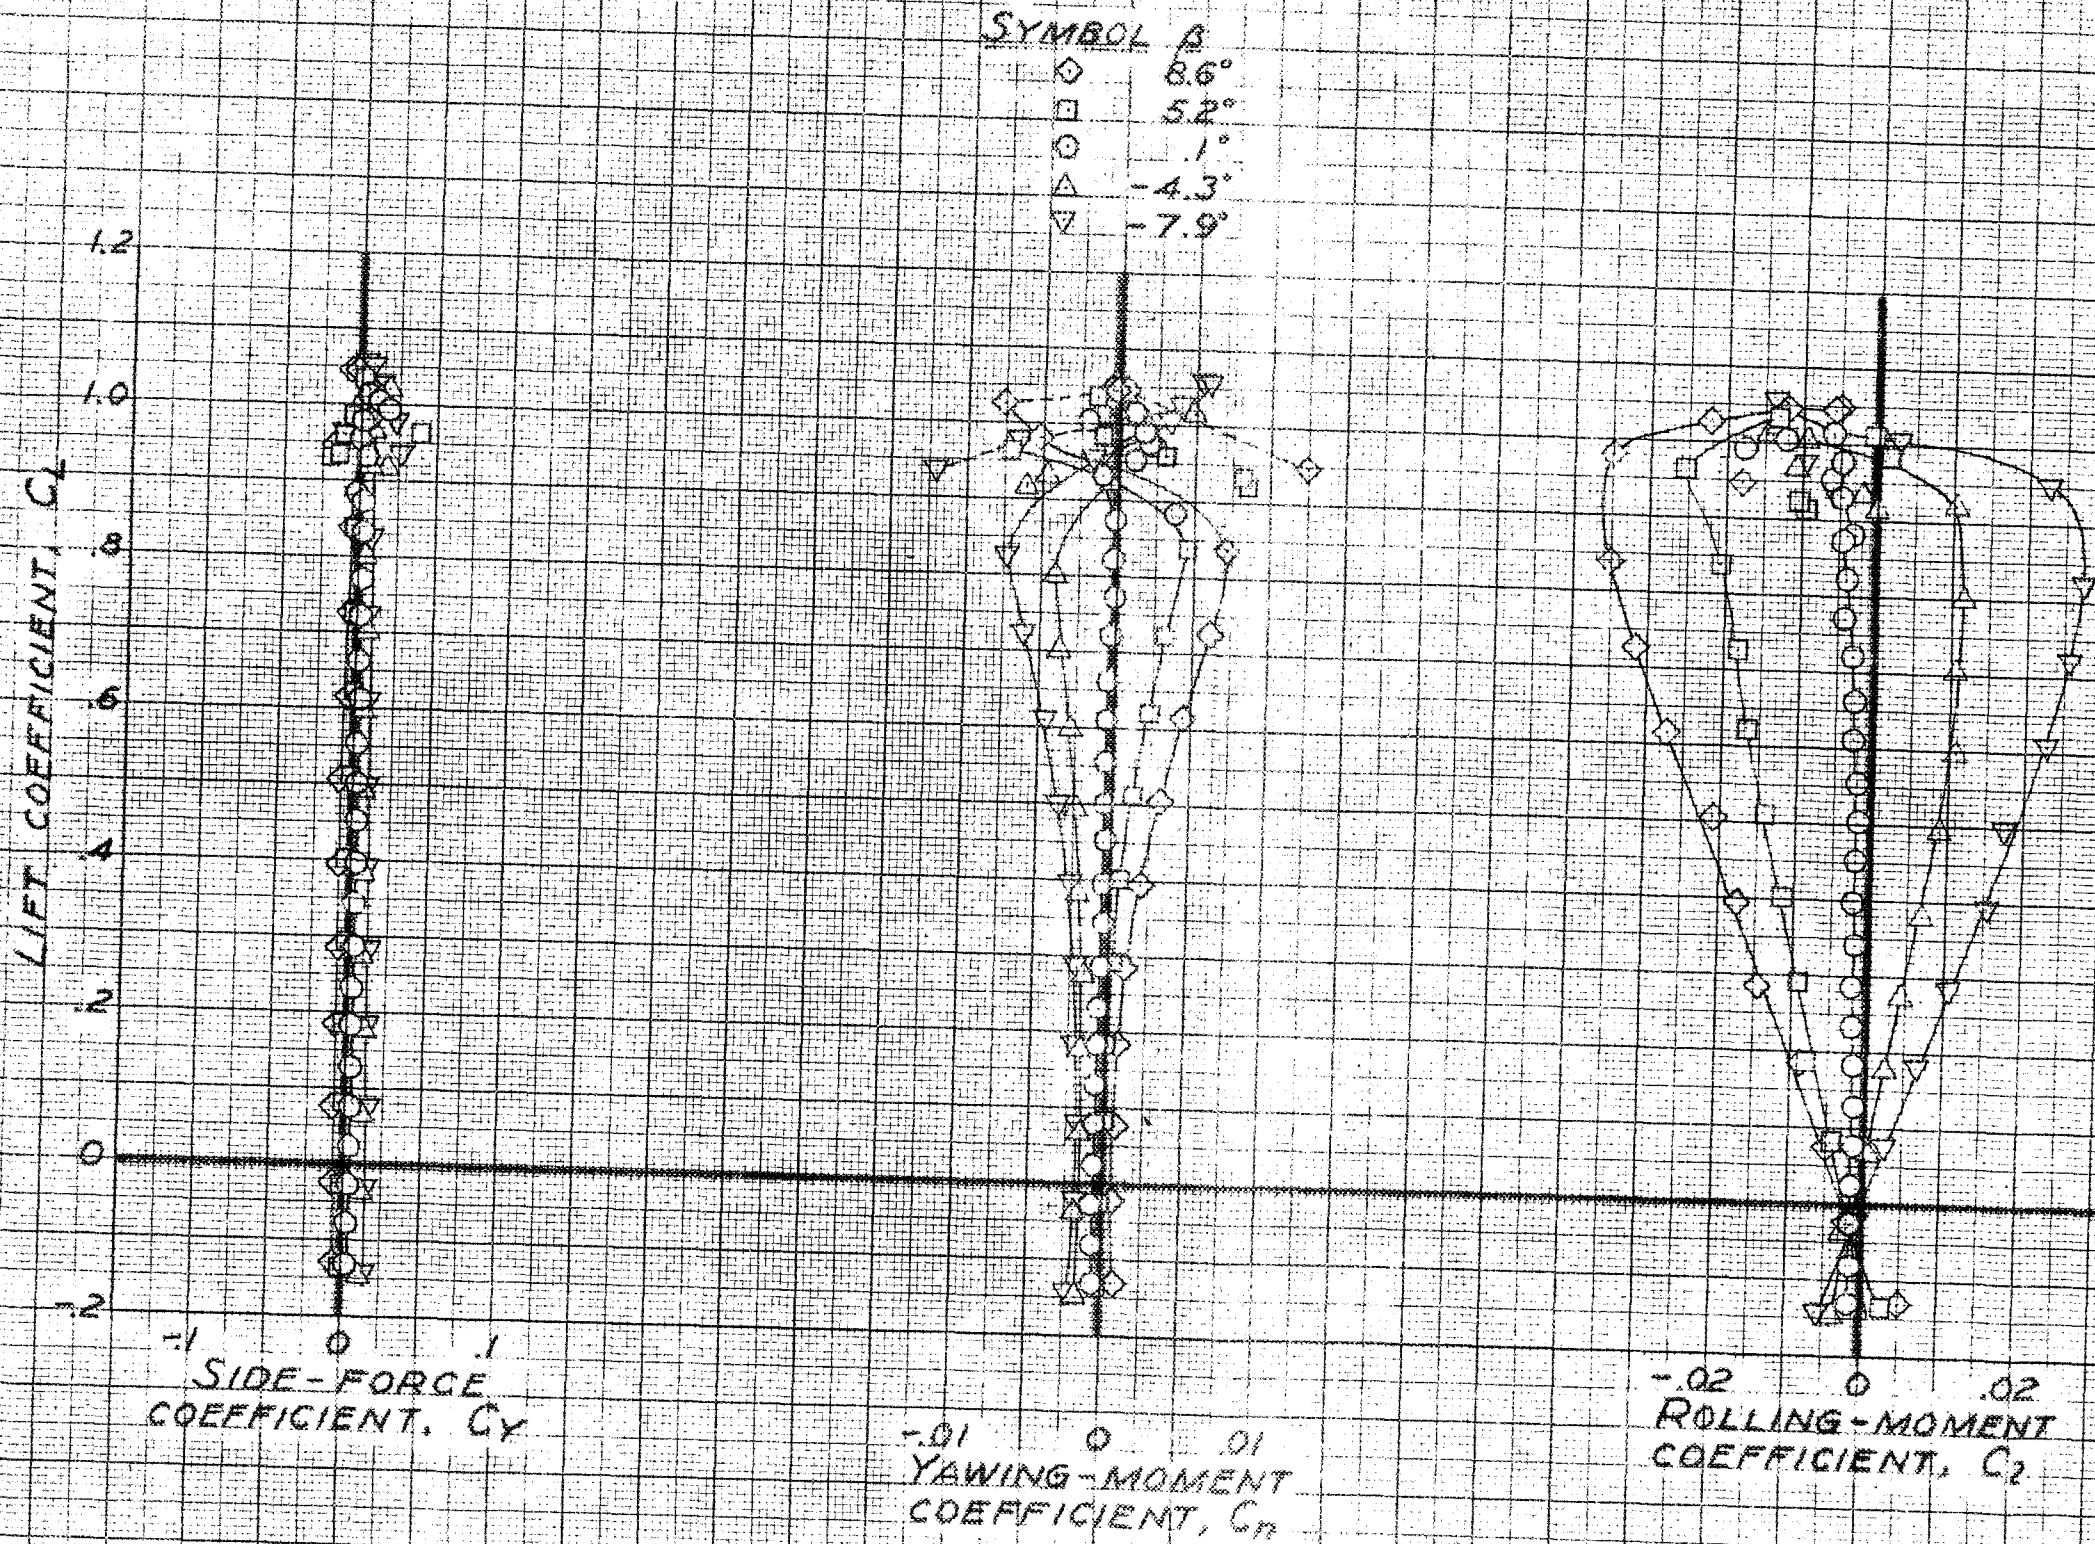 SYMBOL β
◇ 8.6°
□ 5.2°
○ .1°
△ -4.3°
▽ -7.9°
1.2
1.0
.8
.6
.4
.2
0
-.2
LIFT COEFFICIENT, CL
-.1 0 .1
SIDE-FORCE
COEFFICIENT, CY
-.01 0 .01
YAWING-MOMENT
COEFFICIENT, Cn
-.02 0 .02
ROLLING-MOMENT
COEFFICIENT, Cl